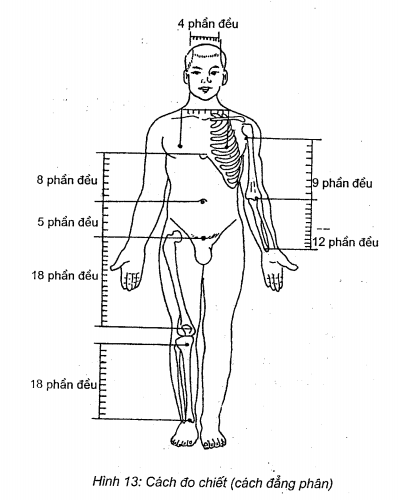 4 phần đều
8 phần đều
9 phần đều
5 phần đều
12 phần đều
18 phần đều
18 phần đều
Hình 13: Cách đo chiết (cách đẳng phân)